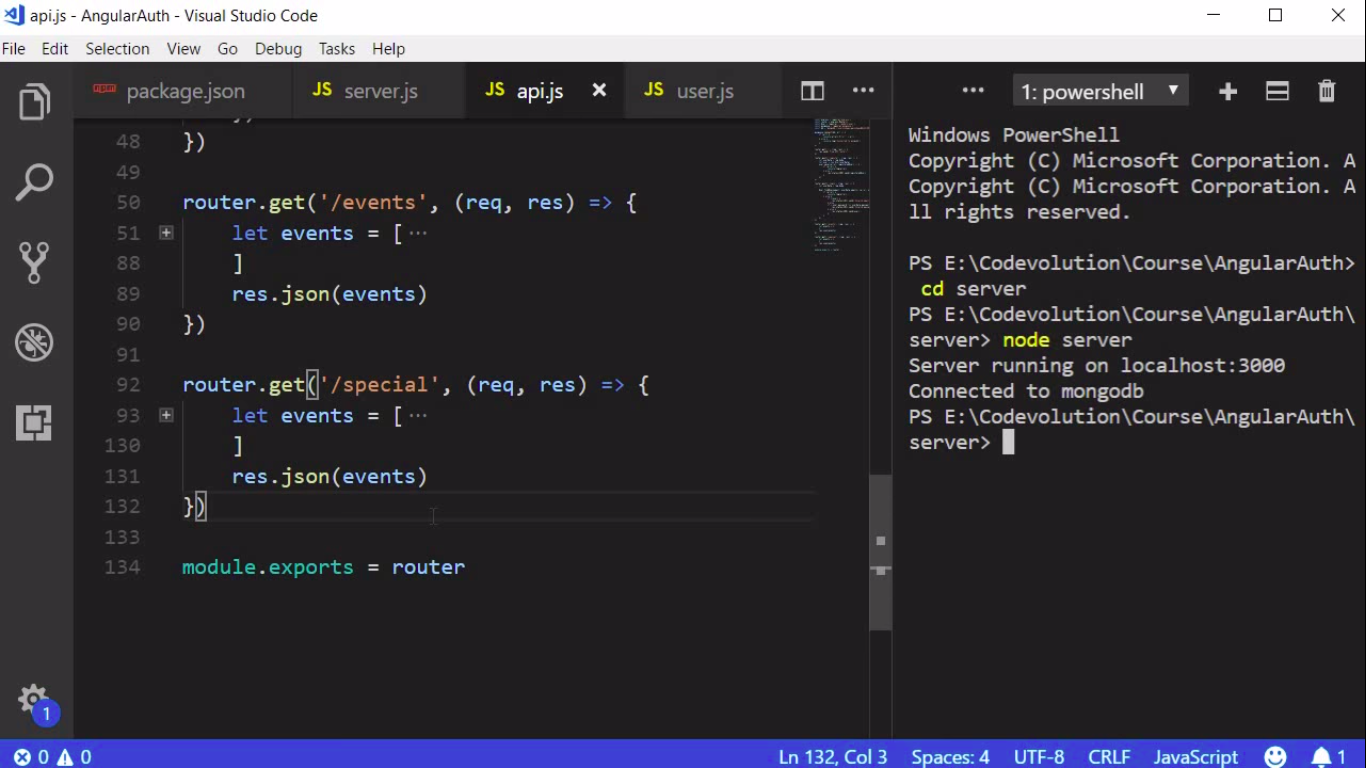 api.js - AngularAuth - Visual Studio Code
File Edit Selection View Go Debug Tasks Help
package.json JS server.js JS api.js JS user.js
48 })
49
50 router.get('/events', (req, res) => {
51 let events = [ ···
88 ]
89 res.json(events)
90 })
91
92 router.get('/special', (req, res) => {
93 let events = [ ···
130 ]
131 res.json(events)
132 })
133
134 module.exports = router
1: powershell
Windows PowerShell
Copyright (C) Microsoft Corporation. A
Copyright (C) Microsoft Corporation. A
ll rights reserved.
PS E:\Codevolution\Course\AngularAuth>
cd server
PS E:\Codevolution\Course\AngularAuth\
server> node server
Server running on localhost:3000
Connected to mongodb
PS E:\Codevolution\Course\AngularAuth\
server>
1
0 0 Ln 132, Col 3 Spaces: 4 UTF-8 CRLF JavaScript 1